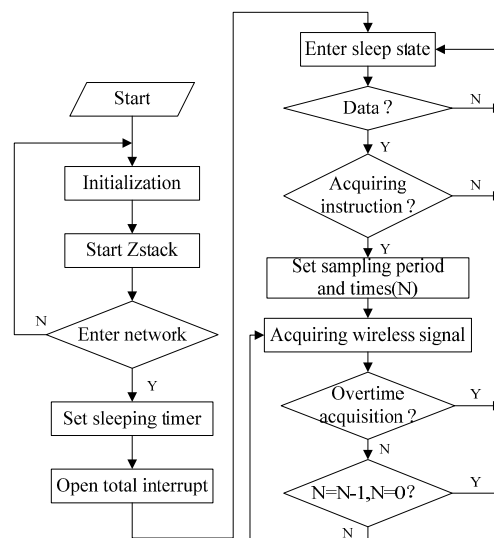 Start
Initialization
Start Zstack
Enter network
N
Y
Set sleeping timer
Open total interrupt
Enter sleep state
Data ?
N
Y
Acquiring
instruction ?
N
Y
Set sampling period
and times(N)
Acquiring wireless signal
Overtime
acquisition ?
Y
N
N=N-1,N=0?
Y
N